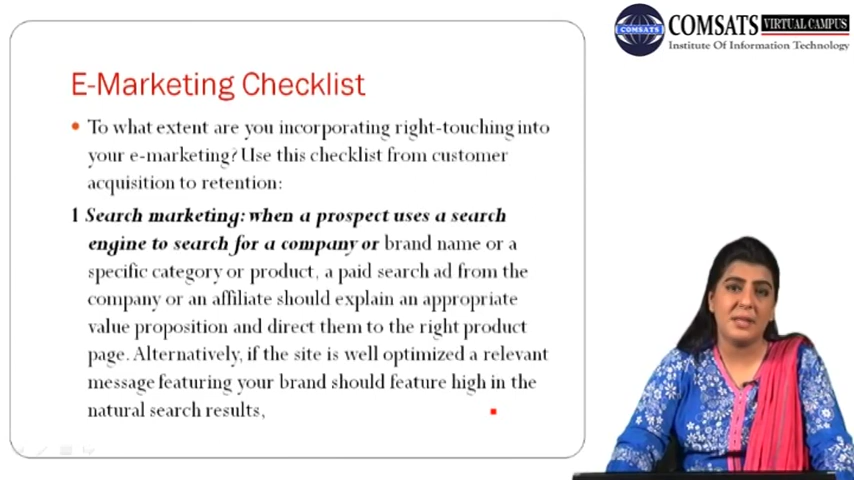 COMSATS
COMSATS VIRTUAL CAMPUS
Institute Of Information Technology
E-Marketing Checklist
• To what extent are you incorporating right-touching into
your e-marketing? Use this checklist from customer
acquisition to retention:
1 Search marketing: when a prospect uses a search
engine to search for a company or brand name or a
specific category or product, a paid search ad from the
company or an affiliate should explain an appropriate
value proposition and direct them to the right product
page. Alternatively, if the site is well optimized a relevant
message featuring your brand should feature high in the
natural search results,